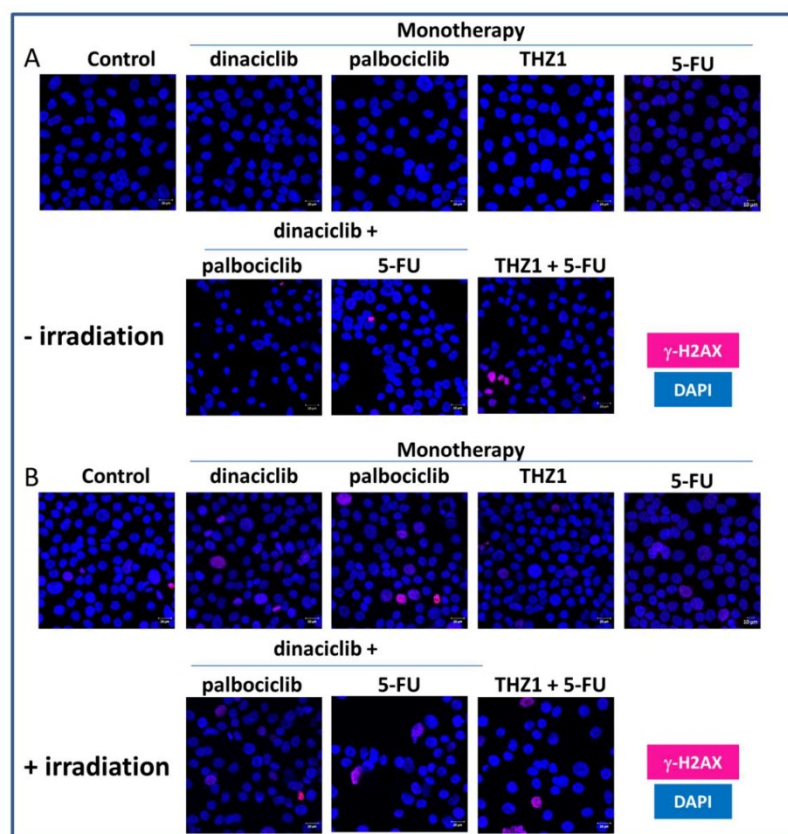 Monotherapy
A
Control
dinaciclib
palbociclib
THZ1
5-FU
dinaciclib +
palbociclib
5-FU
THZ1 + 5-FU
- irradiation
γ-H2AX
DAPI
Monotherapy
B
Control
dinaciclib
palbociclib
THZ1
5-FU
dinaciclib +
palbociclib
5-FU
THZ1 + 5-FU
+ irradiation
γ-H2AX
DAPI
10 µm
10 µm